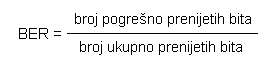 broj pogrešno prenijetih bita
BER =
broj ukupno prenijetih bita